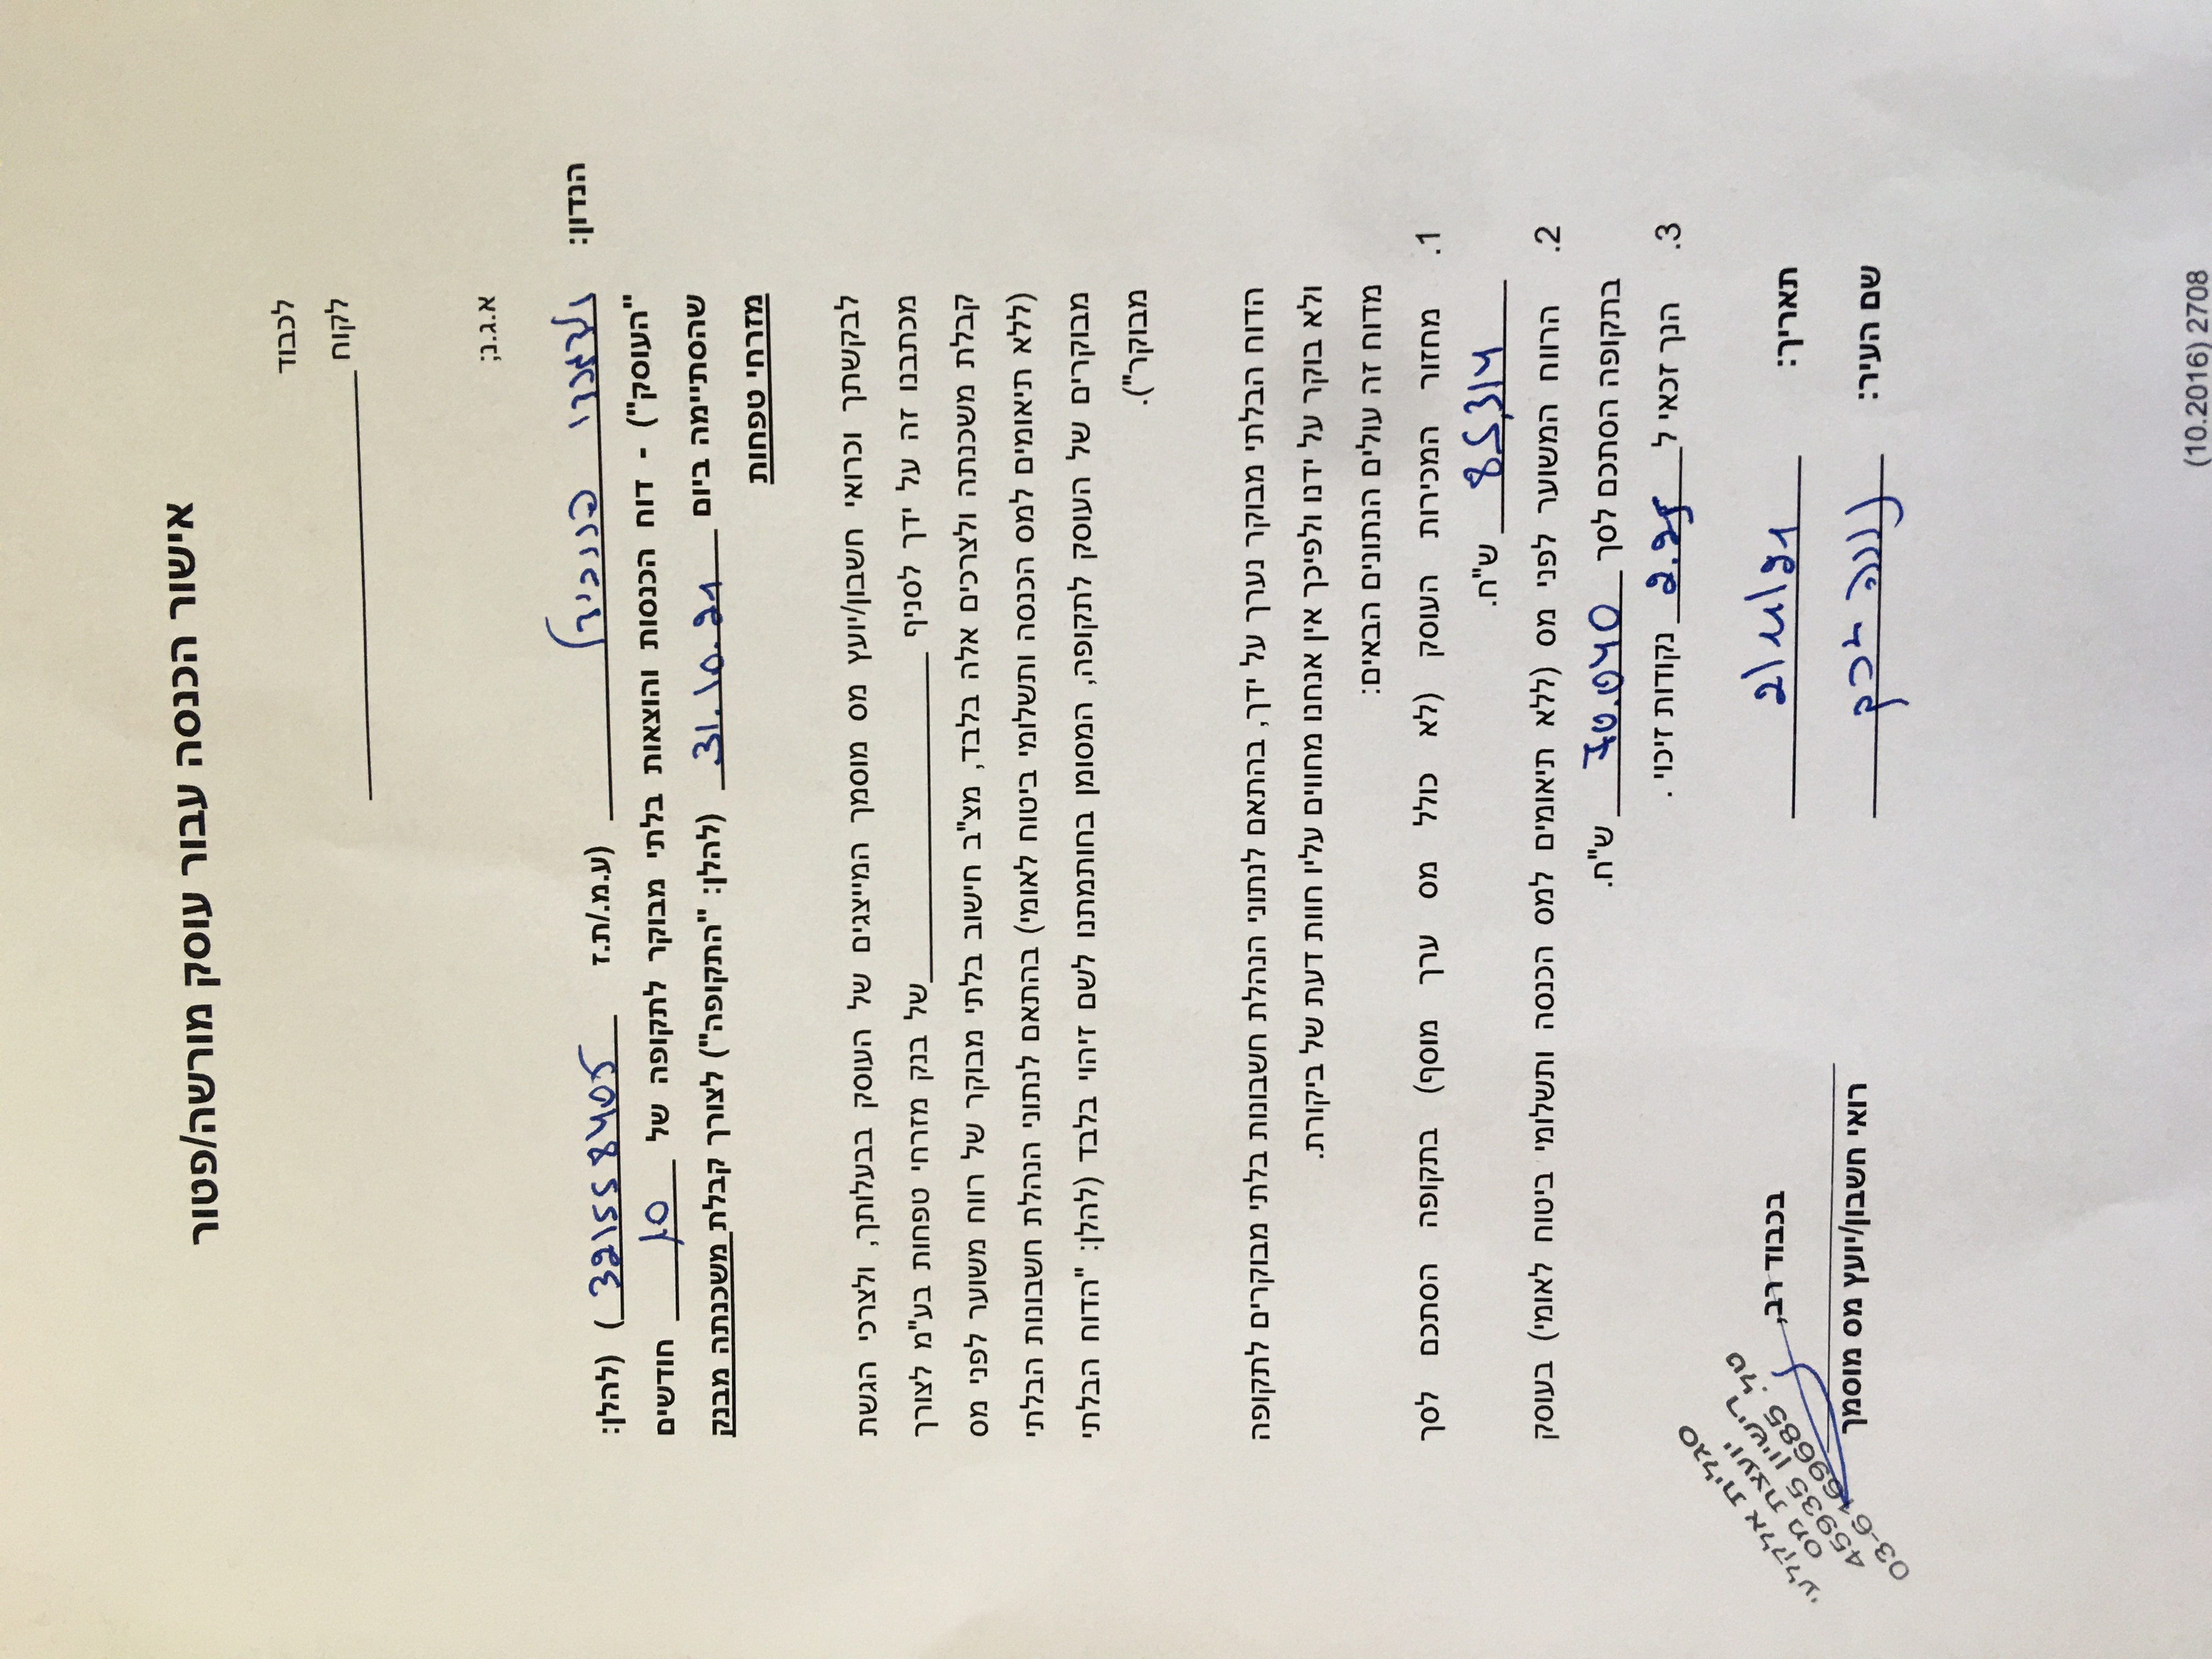 אישור הכנסה עבור עוסק מורשה/פטור
לכבוד
לקוח
א.ג.נ;
הנדון: (ע.מ./ת.ז 321558405) (להלן:
"העוסק") - דוח הכנסות והוצאות בלתי מבוקר לתקופה של 10 חודשים
שהסתיימה ביום 31.10.21 (להלן: "התקופה") לצורך קבלת משכנתה מבנק
מזרחי טפחות
לבקשתך וכרואי חשבון/יועץ מס מוסמך המייצגים של העוסק בבעלותך, ולצרכי הגשת
מכתבנו זה על ידך לסניף של בנק מזרחי טפחות בע"מ לצורך
קבלת משכנתה ולצרכים אלה בלבד, מצ"ב חישוב בלתי מבוקר של רווח משוער לפני מס
(ללא תיאומים למס הכנסה ותשלומי ביטוח לאומי) בהתאם לנתוני הנהלת חשבונות הבלתי
מבוקרים של העוסק לתקופה, המסומן בחותמתנו לשם זיהוי בלבד (להלן: "הדוח הבלתי
מבוקר").
הדוח הבלתי מבוקר נערך על ידך, בהתאם לנתוני הנהלת חשבונות בלתי מבוקרים לתקופה
ולא בוקר על ידנו ולפיכך אין אנחנו מחווים עליו חוות דעת של ביקורת.
מדוח זה עולים הנתונים הבאים:
1. מחזור המכירות העוסק (לא כולל מס ערך מוסף) בתקופה הסתכם לסך
85,314 ש"ח.
2. הרווח המשוער לפני מס (ללא תיאומים למס הכנסה ותשלומי ביטוח לאומי) בעוסק
בתקופה הסתכם לסך 70.040 ש"ח.
3. הנך זכאי ל 2.25 נקודות זיכוי .
תאריך: 2/11/21
בכבוד רב,
שם העיר:
רואי חשבון/יועץ מס מוסמך
סגלית אלקלעי
יועצת מס
רישיון 45935
טל. 03-6169685
2708 (10.2016)